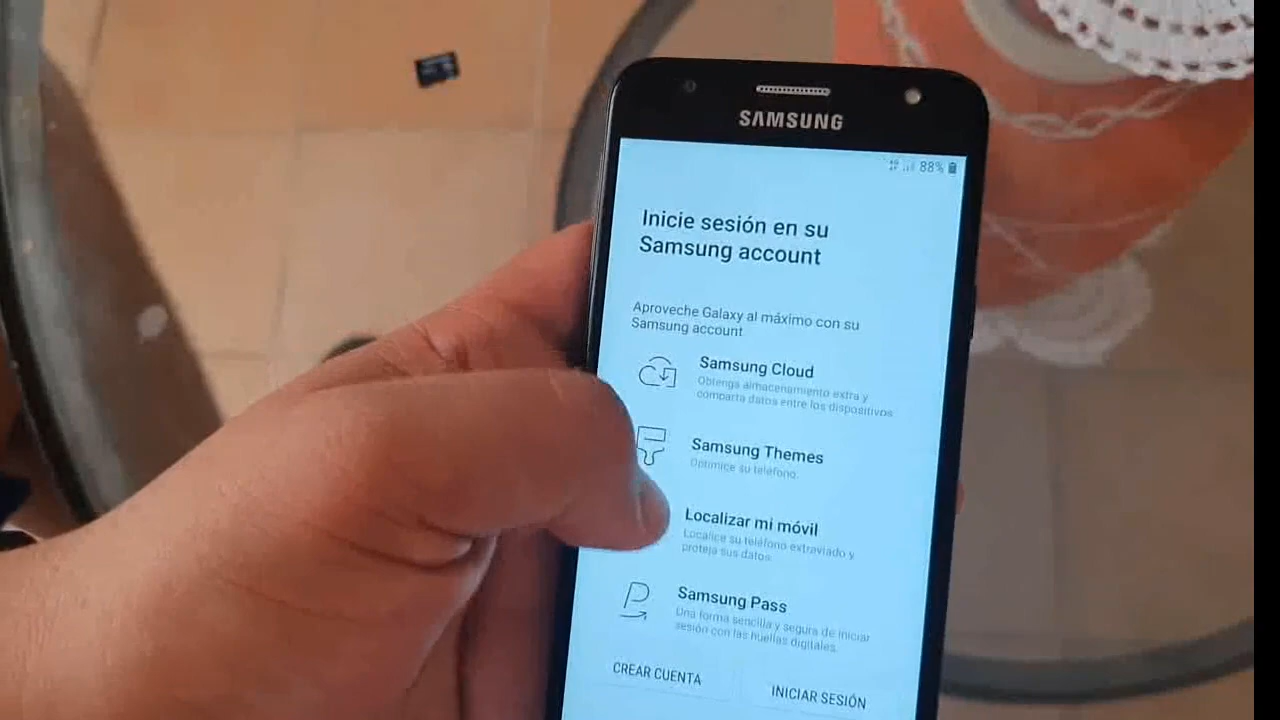 SAMSUNG
88%
Inicie sesión en su
Samsung account
Aproveche Galaxy al máximo con su
Samsung account
Samsung Cloud
Obtenga almacenamiento extra y
comparta datos entre los dispositivos.
Samsung Themes
Optimice su teléfono.
Localizar mi móvil
Localice su teléfono extraviado y
proteja sus datos.
Samsung Pass
Una forma sencilla y segura de iniciar
sesión con las huellas digitales.
CREAR CUENTA
INICIAR SESIÓN